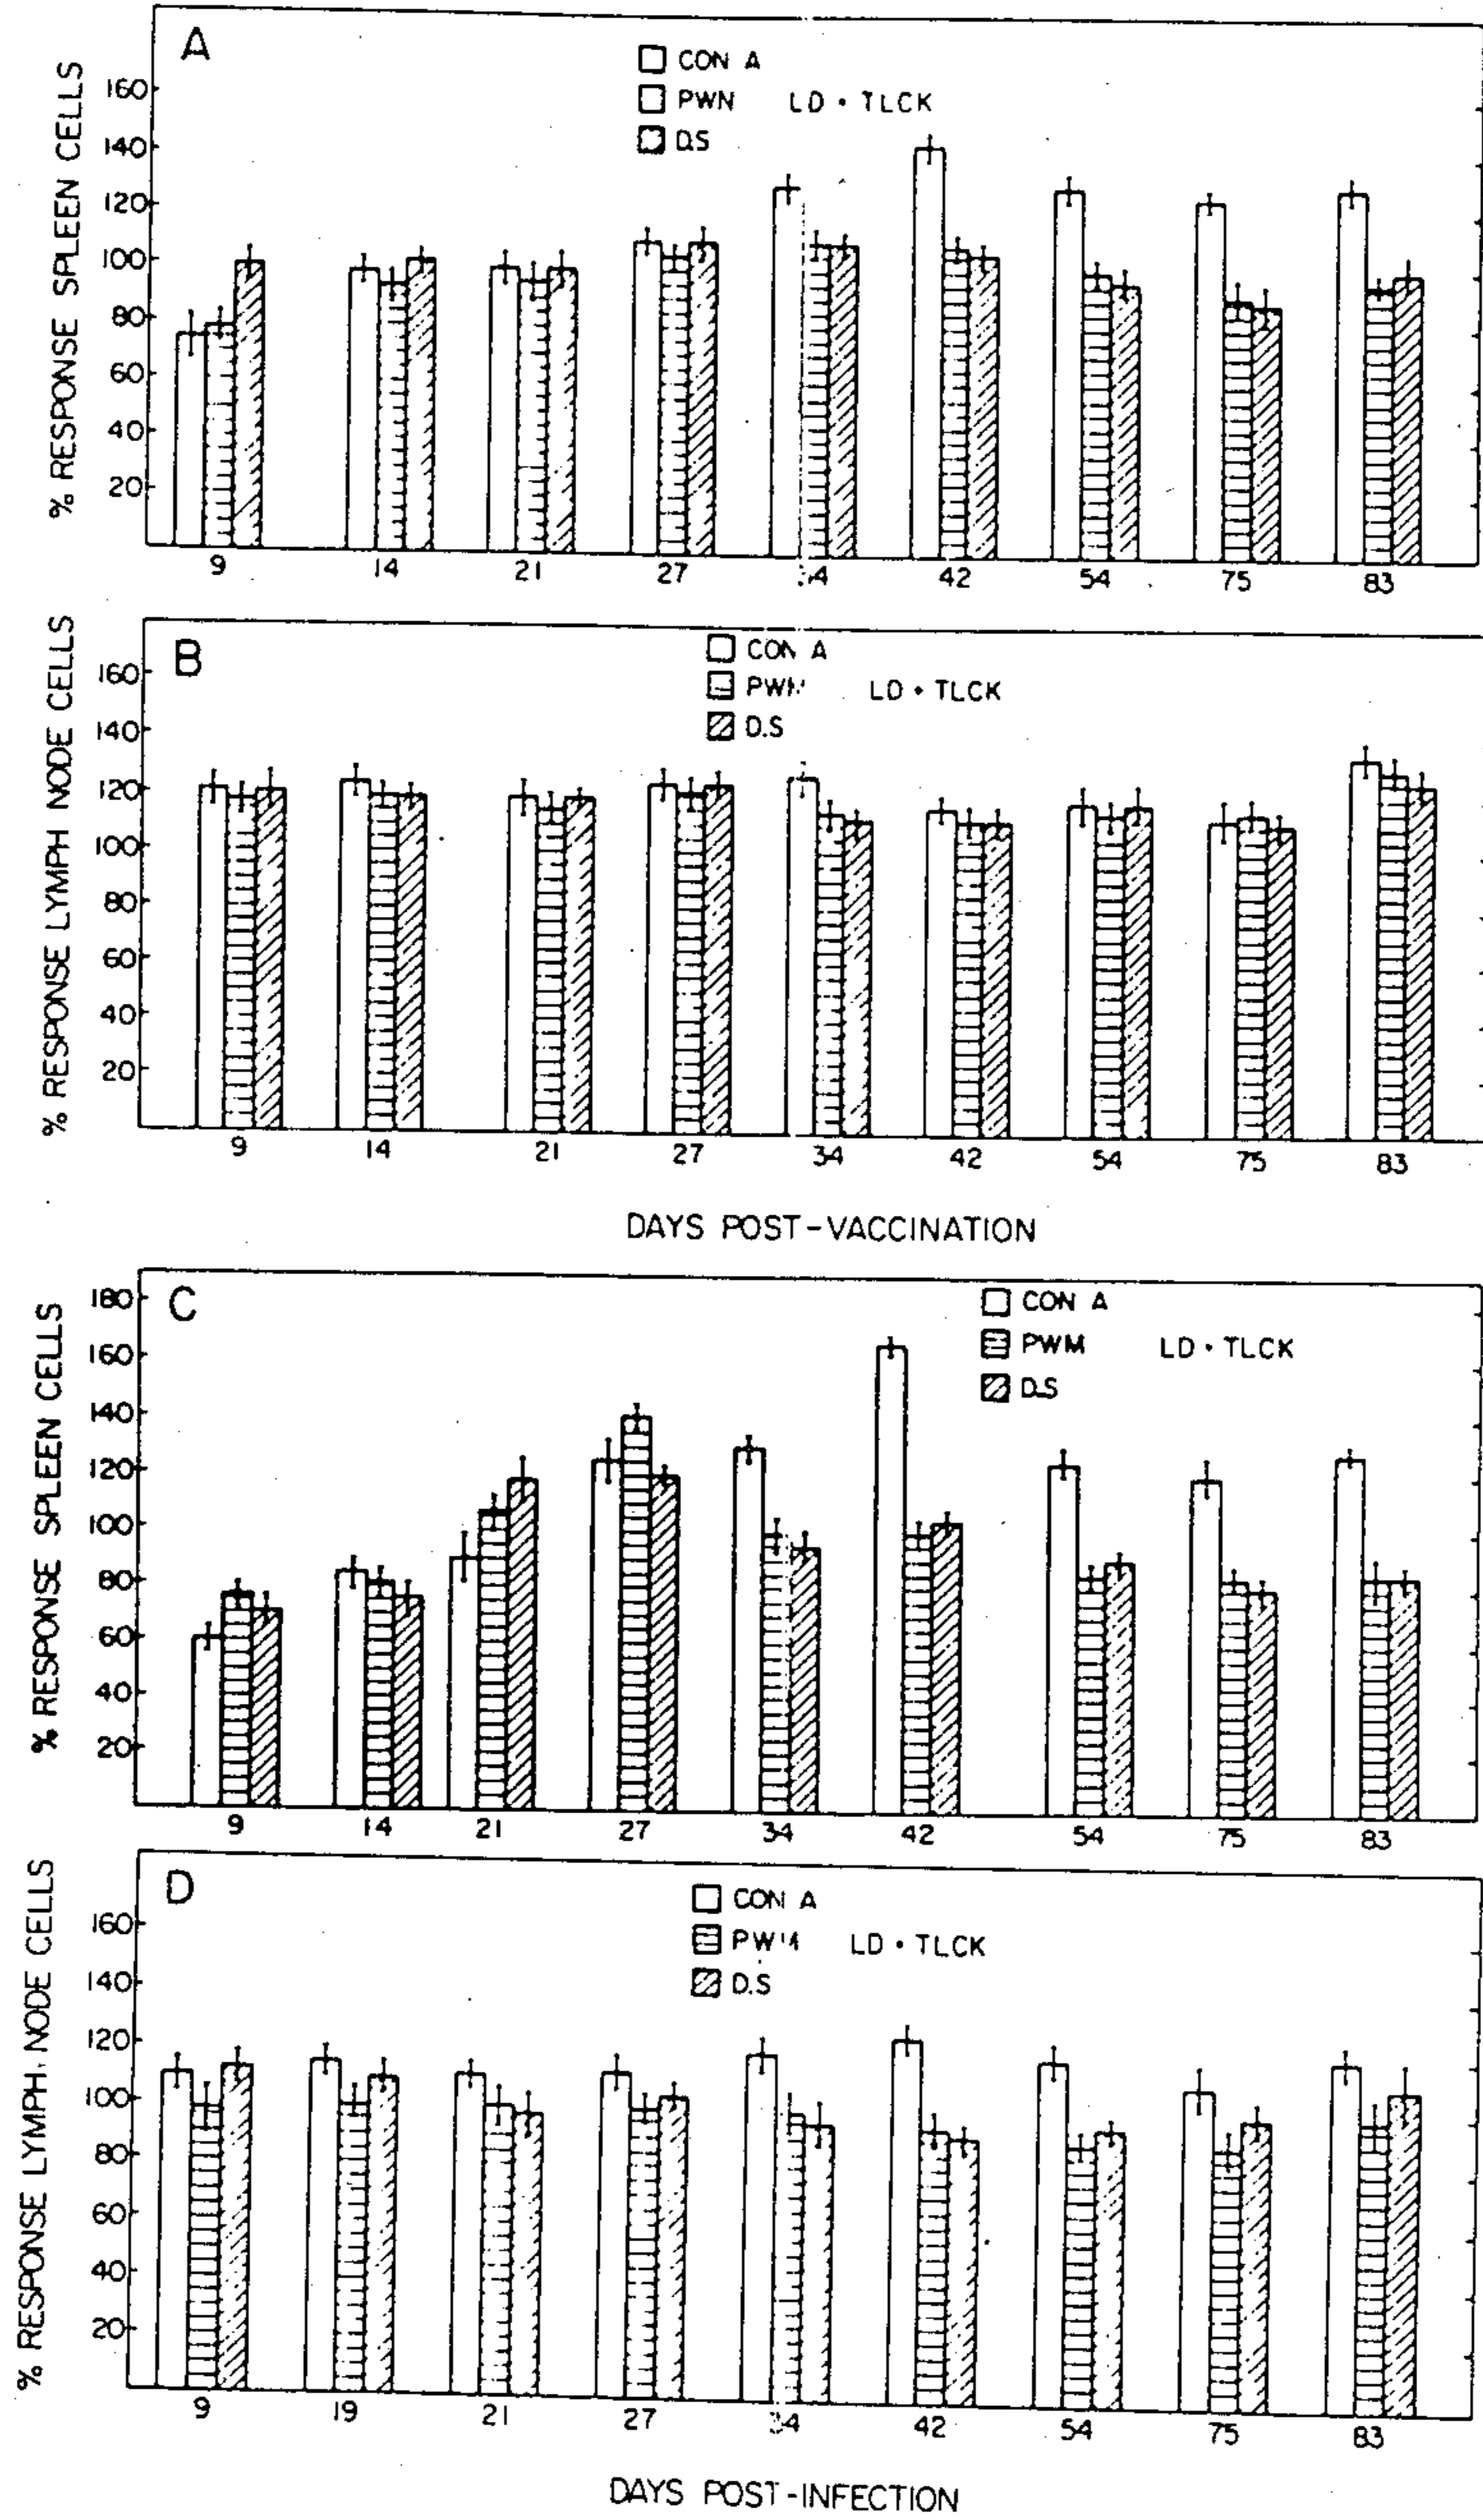 A
CON A
PWN LD • TLCK
D.S
% RESPONSE SPLEEN CELLS
160
140
120
100
80
60
40
20
9 14 21 27 34 42 54 75 83
B
CON A
PWM LD • TLCK
D.S
% RESPONSE LYMPH NODE CELLS
160
140
120
100
80
60
40
20
9 14 21 27 34 42 54 75 83
DAYS POST-VACCINATION
C
CON A
PWM LD • TLCK
D.S
% RESPONSE SPLEEN CELLS
180
160
140
120
100
80
60
40
20
9 14 21 27 34 42 54 75 83
D
CON A
PWM LD • TLCK
D.S
% RESPONSE LYMPH NODE CELLS
160
140
120
100
80
60
40
20
9 19 21 27 34 42 54 75 83
DAYS POST-INFECTION